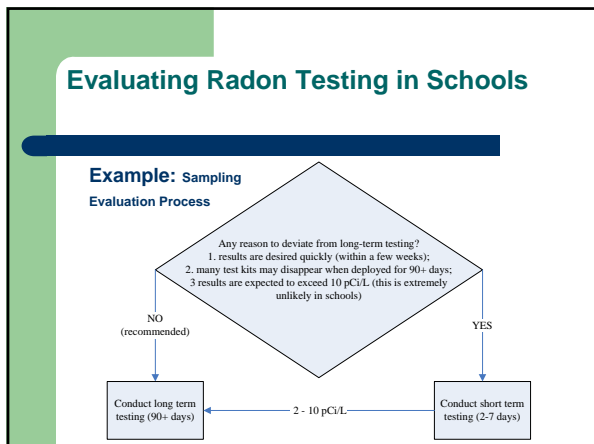 Evaluating Radon Testing in Schools
Example: Sampling
Evaluation Process
Any reason to deviate from long-term testing?
1. results are desired quickly (within a few weeks);
2. many test kits may disappear when deployed for 90+ days;
3 results are expected to exceed 10 pCi/L (this is extremely
unlikely in schools)
NO
(recommended)
YES
Conduct long term
testing (90+ days)
2 - 10 pCi/L
Conduct short term
testing (2-7 days)